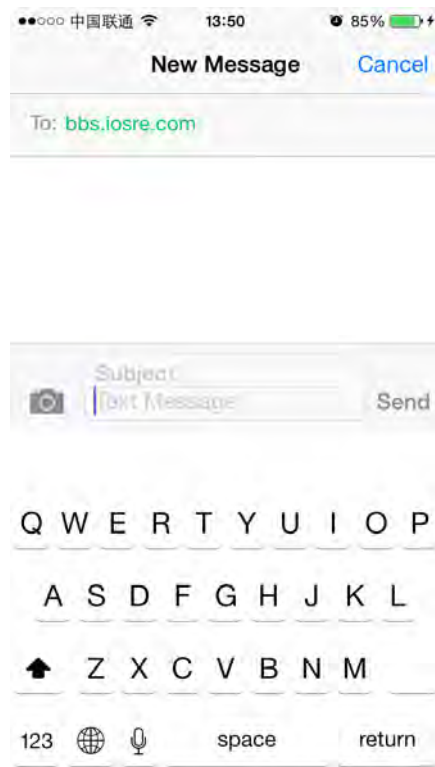 中国联通 13:50 85%
New Message Cancel
To: bbs.iosre.com
Subject
Text Message Send
Q W E R T Y U I O P
A S D F G H J K L
Z X C V B N M
123 space return